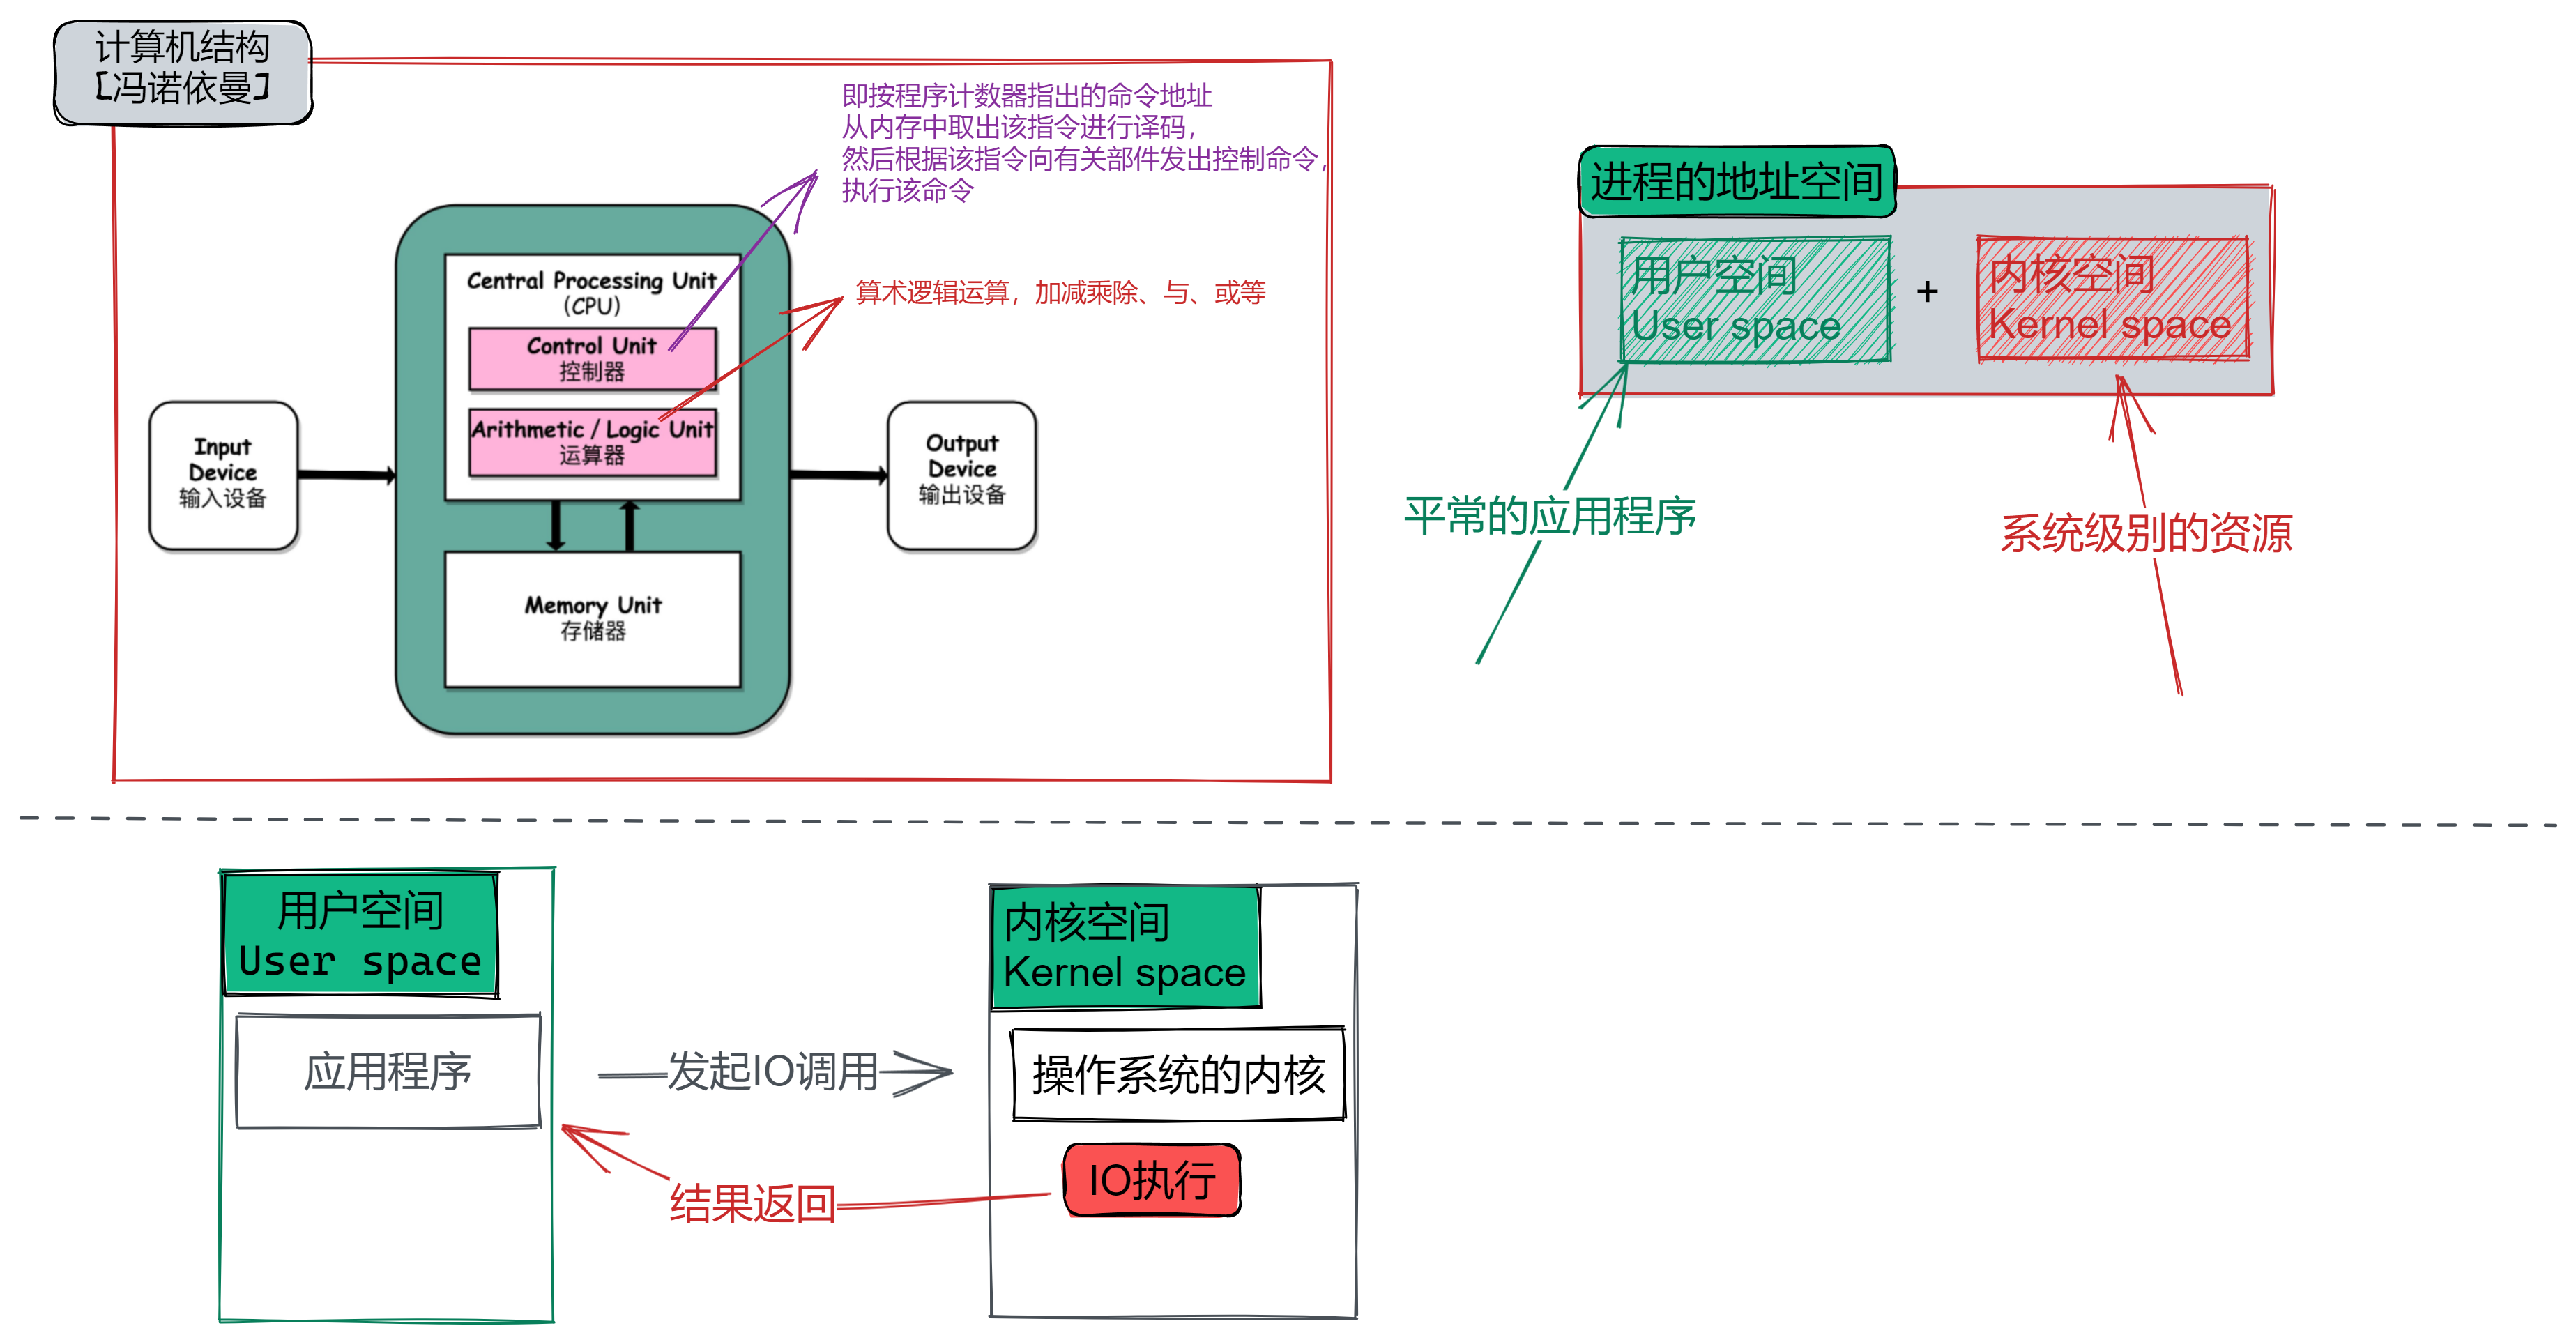 计算机结构
【冯诺依曼】
即按程序计数器指出的命令地址
从内存中取出该指令进行译码，
然后根据该指令向有关部件发出控制命令，
执行该命令
Central Processing Unit
(CPU)
Control Unit
控制器
Arithmetic / Logic Unit
运算器
算术逻辑运算，加减乘除、与、或等
Input
Device
输入设备
Output
Device
输出设备
Memory Unit
存储器
进程的地址空间
用户空间
User space
+
内核空间
Kernel space
平常的应用程序
系统级别的资源
用户空间
User space
应用程序
发起IO调用
内核空间
Kernel space
操作系统的内核
IO执行
结果返回